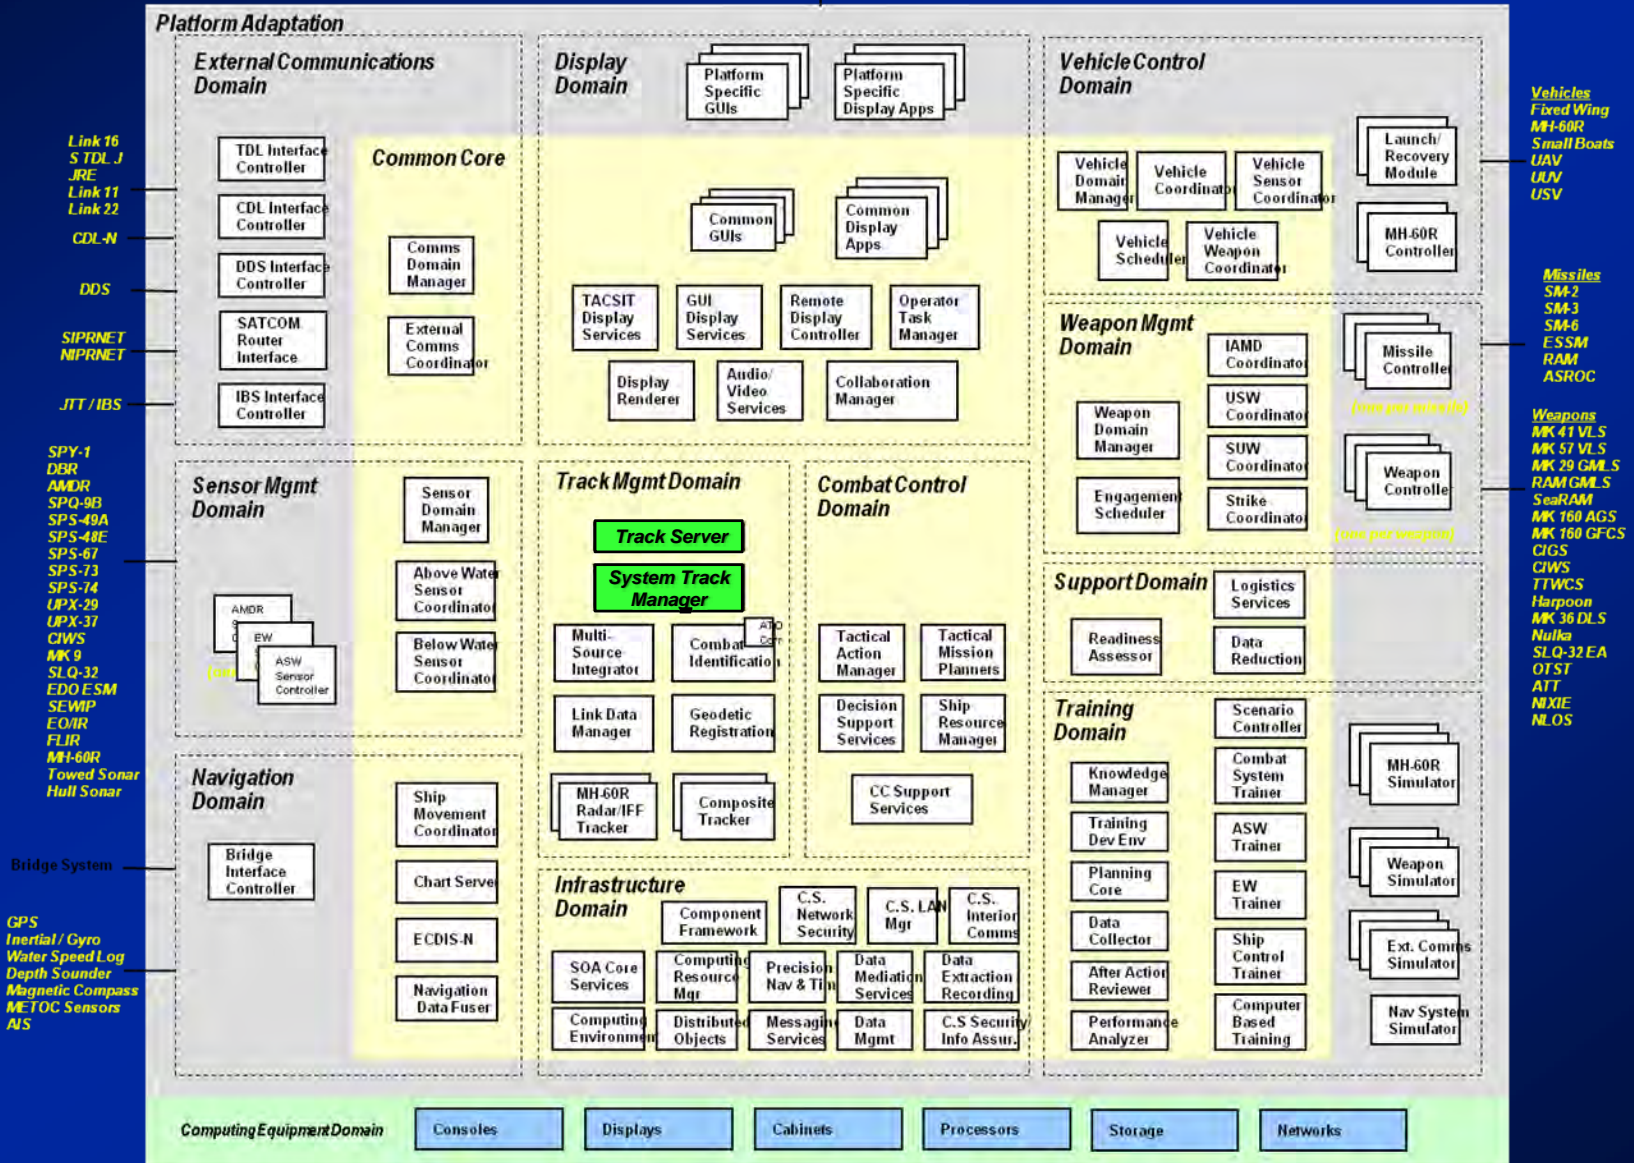 Platform Adaptation
External Communications
Domain
TDL Interface
Controller
CDL Interface
Controller
DDS Interface
Controller
SATCOM
Router
Interface
IBS Interface
Controller
Common Core
Comms
Domain
Manager
External
Comms
Coordinator
Display
Domain
Platform
Specific
GUIs
Platform
Specific
Display Apps
Common
GUIs
Common
Display
Apps
TACSIT
Display
Services
GUI
Display
Services
Remote
Display
Controller
Operator
Task
Manager
Display
Renderer
Audio/
Video
Services
Collaboration
Manager
Vehicle Control
Domain
Vehicle
Domain
Manager
Vehicle
Coordinator
Vehicle
Sensor
Coordinator
Vehicle
Scheduler
Vehicle
Weapon
Coordinator
Launch/
Recovery
Module
MH-60R
Controller
Weapon Mgmt
Domain
IAMD
Coordinator
USW
Coordinator
SUW
Coordinator
Strike
Coordinator
Weapon
Domain
Manager
Engagement
Scheduler
Missile
Controller
(one per missile)
Weapon
Controller
(one per weapon)
Sensor Mgmt
Domain
Sensor
Domain
Manager
Above Water
Sensor
Coordinator
Below Water
Sensor
Coordinator
AMDR
EW
ASW
Sensor
Controller
Track Mgmt Domain
Track Server
System Track
Manager
Multi-
Source
Integrator
Combat
Identification
Link Data
Manager
Geodetic
Registration
MH-60R
Radar/IFF
Tracker
Composite
Tracker
Combat Control
Domain
Tactical
Action
Manager
Tactical
Mission
Planners
Decision
Support
Services
Ship
Resource
Manager
CC Support
Services
Support Domain
Logistics
Services
Readiness
Assessor
Data
Reduction
Training
Domain
Scenario
Controller
Combat
System
Trainer
ASW
Trainer
EW
Trainer
Ship
Control
Trainer
Computer
Based
Training
Knowledge
Manager
Training
Dev Env
Planning
Core
Data
Collector
After Action
Reviewer
Performance
Analyzer
MH-60R
Simulator
Weapon
Simulator
Ext. Comms
Simulator
Nav System
Simulator
Navigation
Domain
Bridge
Interface
Controller
Ship
Movement
Coordinator
Chart Server
ECDIS-N
Navigation
Data Fuser
Infrastructure
Domain
Component
Framework
C.S.
Network
Security
C.S. LAN
Mgr
C.S.
Interior
Comms
SOA Core
Services
Computing
Resource
Mgr
Precision
Nav & Tim
Data
Mediation
Services
Data
Extraction
Recording
Computing
Environment
Distributed
Objects
Messaging
Services
Data
Mgmt
C.S Security
Info Assur.
Computing Equipment Domain
Consoles
Displays
Cabinets
Processors
Storage
Networks
Link 16
S TDL J
JRE
Link 11
Link 22
CDL-N
DDS
SIPRNET
NIPRNET
JTT / IBS
SPY-1
DBR
AMDR
SPQ-9B
SPS-49A
SPS-48E
SPS-67
SPS-73
SPS-74
UPX-29
UPX-37
CIWS
MK 9
SLQ-32
EDO ESM
SEWIP
EO/IR
FLIR
MH-60R
Towed Sonar
Hull Sonar
Bridge System
GPS
Inertial / Gyro
Water Speed Log
Depth Sounder
Magnetic Compass
METOC Sensors
AIS
Vehicles
Fixed Wing
MH-60R
Small Boats
UAV
UUV
USV
Missiles
SM-2
SM-3
SM-6
ESSM
RAM
ASROC
Weapons
MK 41 VLS
MK 57 VLS
MK 29 GMLS
RAM GMLS
SeaRAM
MK 160 AGS
MK 160 GFCS
CIGS
CIWS
TTWCS
Harpoon
MK 36 DLS
Nulka
SLQ-32 EA
OTST
ATT
NIXIE
NLOS